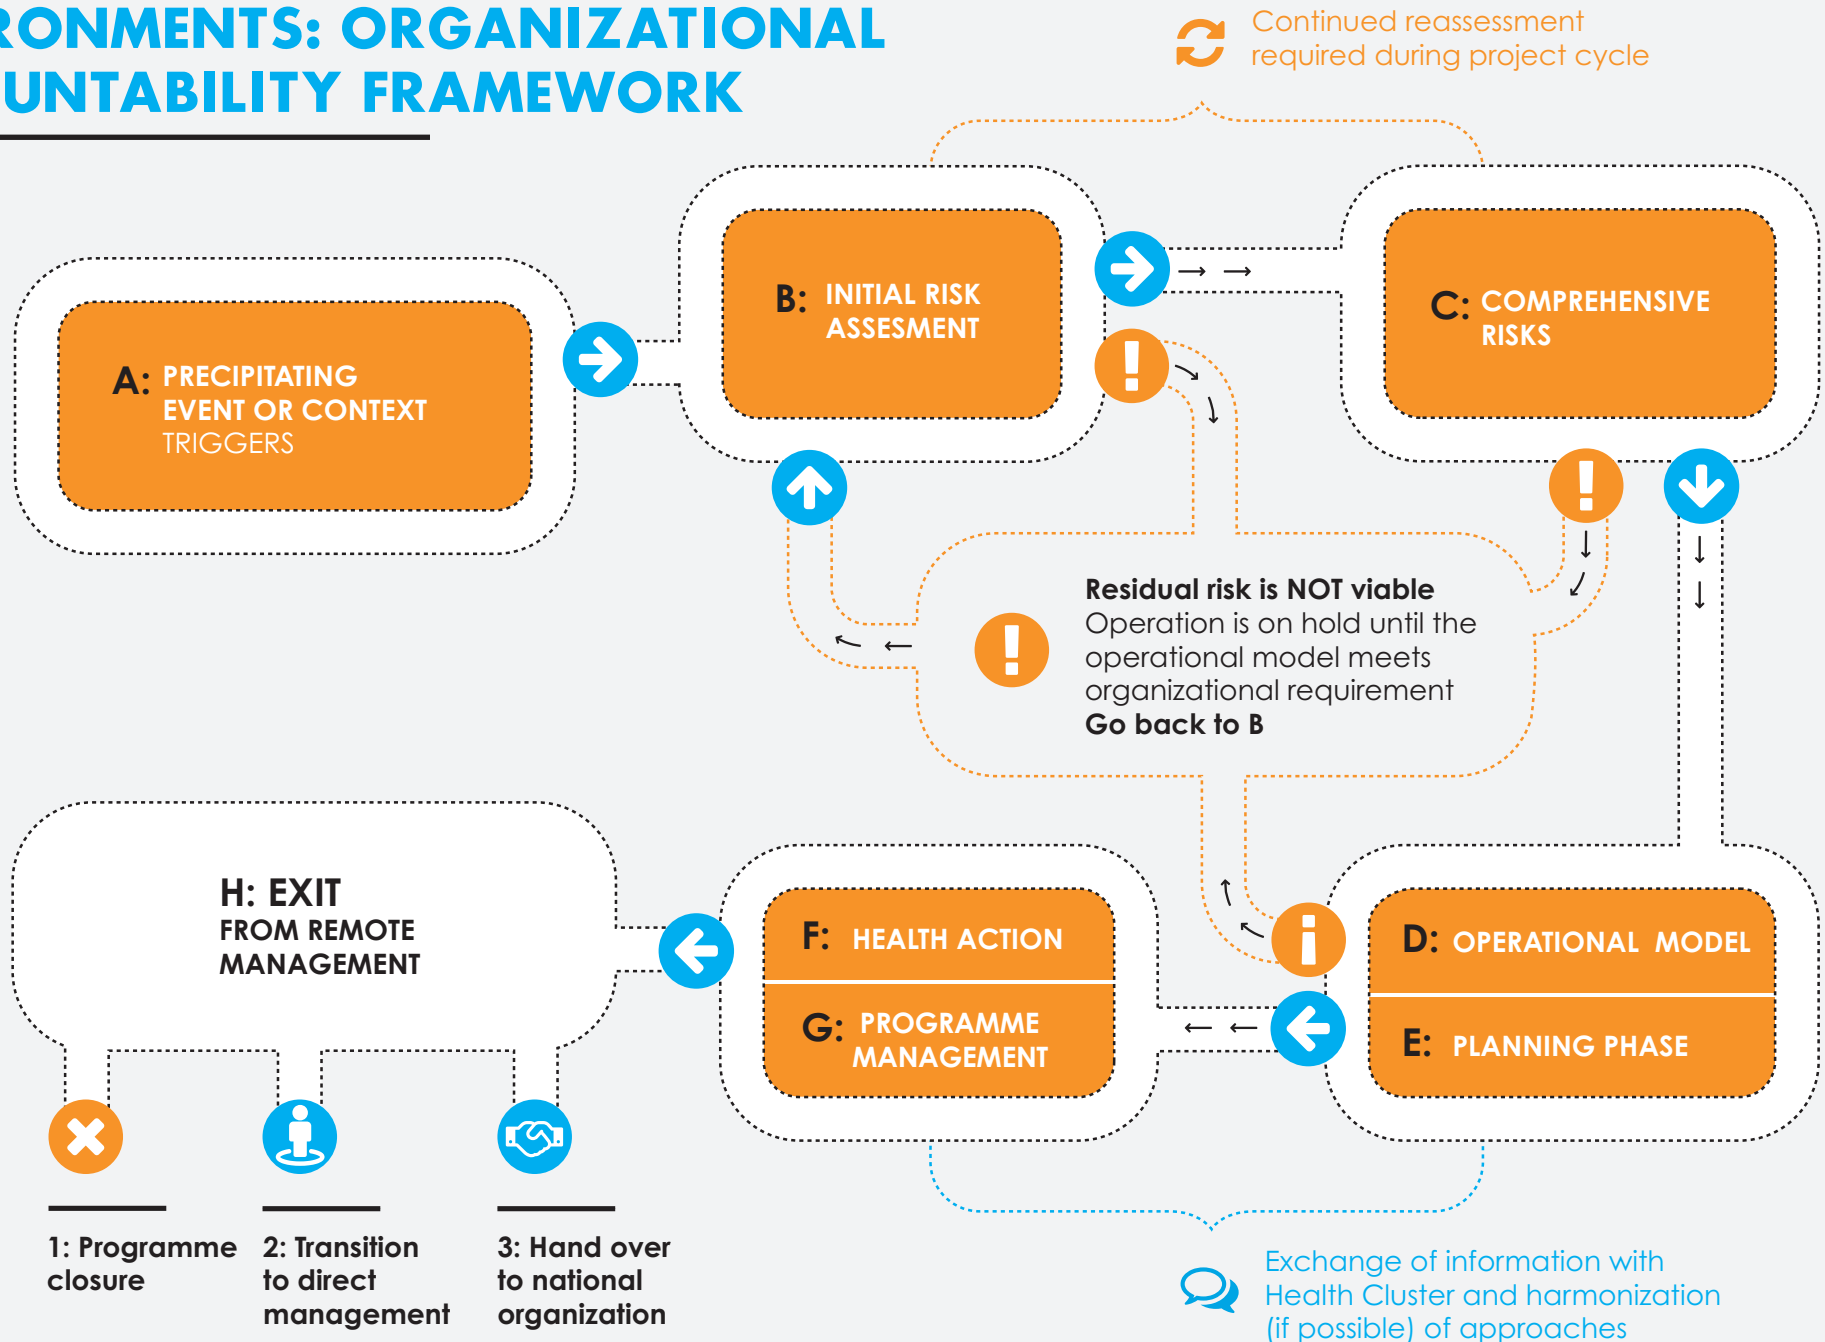 RONMENTS: ORGANIZATIONAL
UNTABILITY FRAMEWORK
Continued reassessment
required during project cycle
A: PRECIPITATING
EVENT OR CONTEXT
TRIGGERS
B: INITIAL RISK
ASSESMENT
C: COMPREHENSIVE
RISKS
Residual risk is NOT viable
Operation is on hold until the
operational model meets
organizational requirement
Go back to B
D: OPERATIONAL MODEL
E: PLANNING PHASE
F: HEALTH ACTION
G: PROGRAMME
MANAGEMENT
H: EXIT
FROM REMOTE
MANAGEMENT
1: Programme
closure
2: Transition
to direct
management
3: Hand over
to national
organization
Exchange of information with
Health Cluster and harmonization
(if possible) of approaches